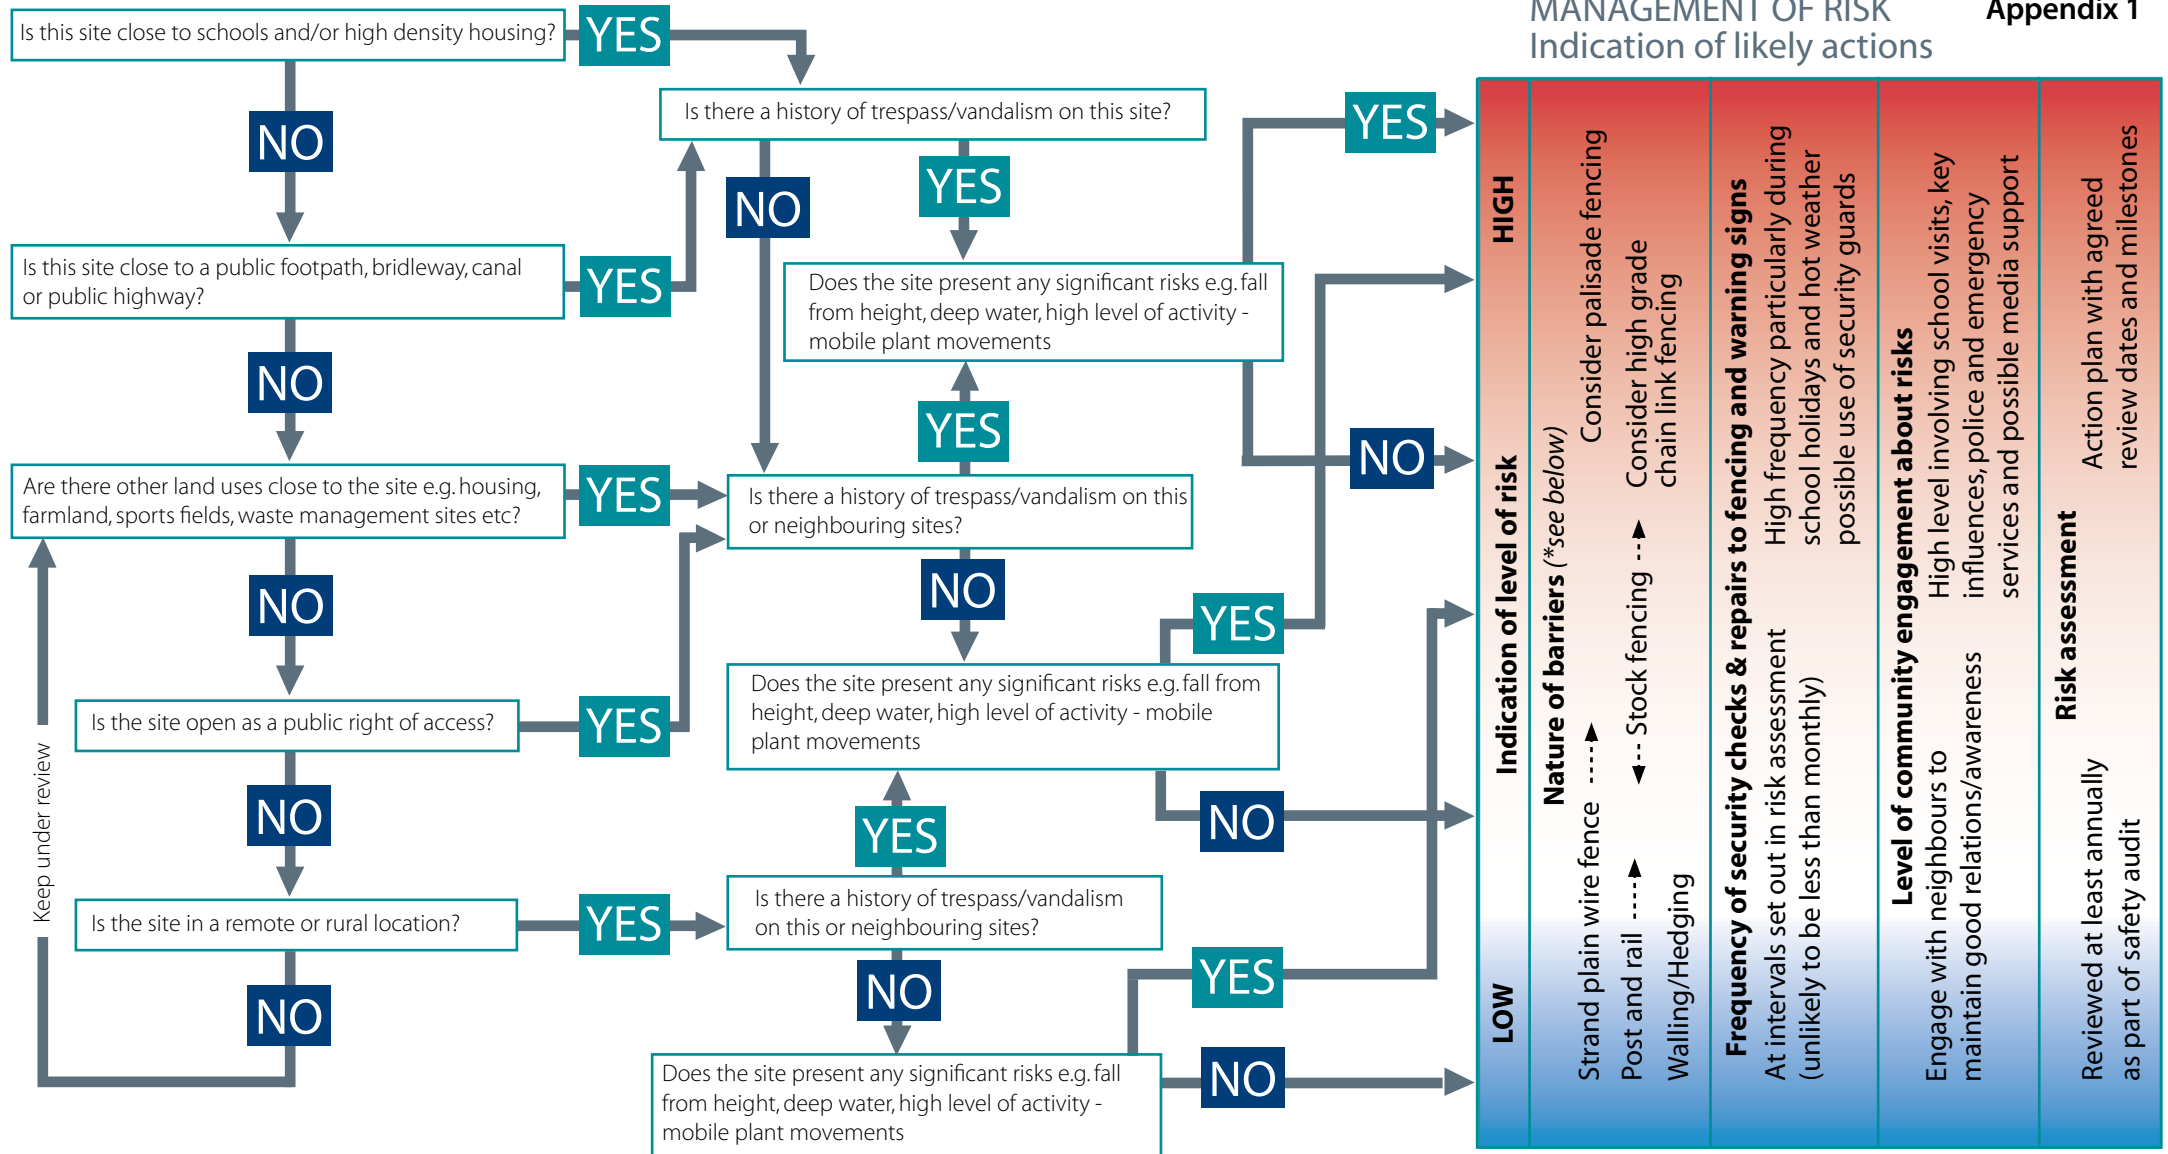 MANAGEMENT OF RISK
Appendix 1
Indication of likely actions
Is this site close to schools and/or high density housing?
YES
NO
Is there a history of trespass/vandalism on this site?
YES
NO
YES
Is this site close to a public footpath, bridleway, canal
or public highway?
YES
NO
Does the site present any significant risks e.g. fall
from height, deep water, high level of activity -
mobile plant movements
YES
NO
Are there other land uses close to the site e.g. housing,
farmland, sports fields, waste management sites etc?
YES
NO
Is there a history of trespass/vandalism on this
or neighbouring sites?
NO
YES
Is the site open as a public right of access?
YES
NO
Does the site present any significant risks e.g. fall from
height, deep water, high level of activity - mobile
plant movements
NO
YES
Keep under review
Is the site in a remote or rural location?
YES
NO
Is there a history of trespass/vandalism
on this or neighbouring sites?
NO
YES
Does the site present any significant risks e.g. fall
from height, deep water, high level of activity -
mobile plant movements
NO
LOW
Indication of level of risk
HIGH
Nature of barriers (*see below)
Strand plain wire fence
Consider palisade fencing
Post and rail
Stock fencing
Consider high grade
chain link fencing
Walling/Hedging
Frequency of security checks & repairs to fencing and warning signs
At intervals set out in risk assessment
(unlikely to be less than monthly)
High frequency particularly during
school holidays and hot weather
possible use of security guards
Level of community engagement about risks
Engage with neighbours to
maintain good relations/awareness
High level involving school visits, key
influences, police and emergency
services and possible media support
Risk assessment
Reviewed at least annually
as part of safety audit
Action plan with agreed
review dates and milestones